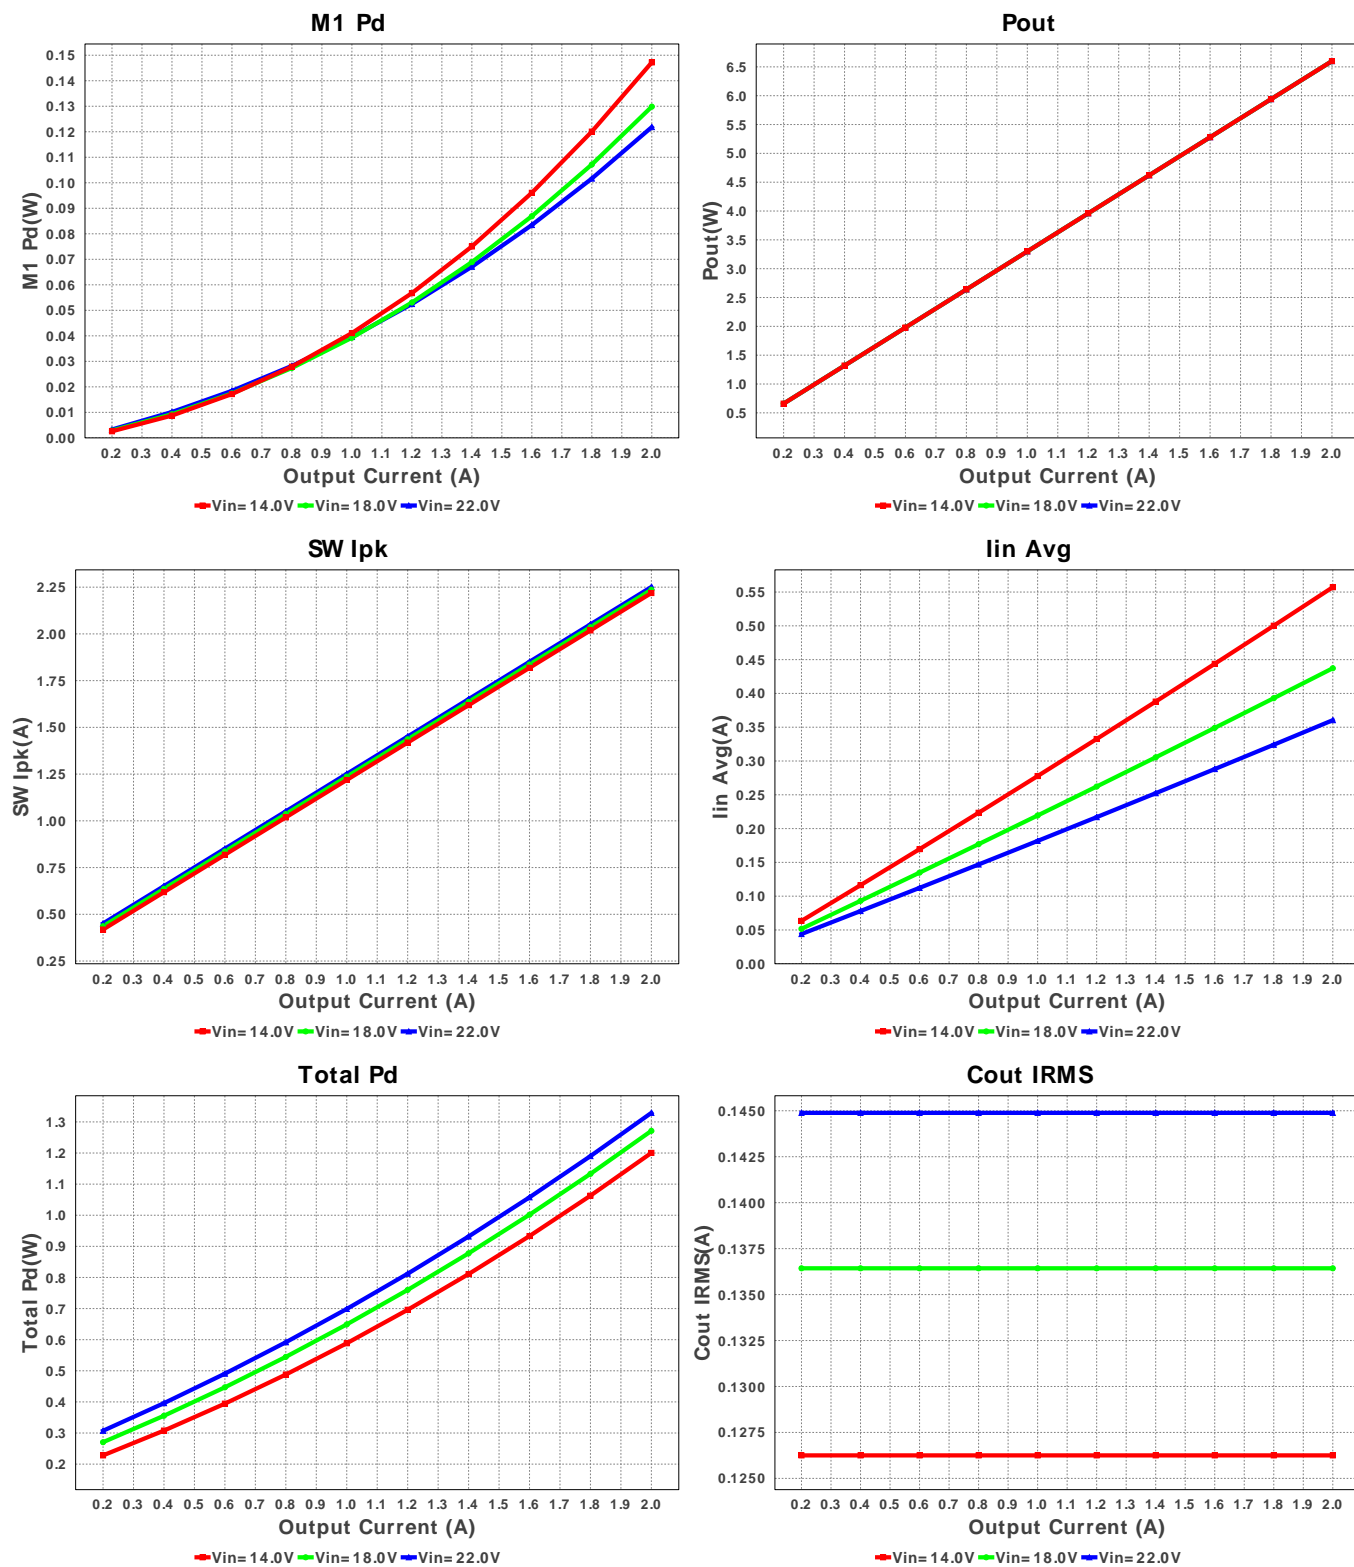 M1 Pd
0.15
0.14
0.13
0.12
0.11
0.10
0.09
0.08
0.07
0.06
0.05
0.04
0.03
0.02
0.01
0.00
M1 Pd(W)
0.2 0.3 0.4 0.5 0.6 0.7 0.8 0.9 1.0 1.1 1.2 1.3 1.4 1.5 1.6 1.7 1.8 1.9 2.0
Output Current (A)
Vin= 14.0V Vin= 18.0V Vin= 22.0V
Pout
6.5
6.0
5.5
5.0
4.5
4.0
3.5
3.0
2.5
2.0
1.5
1.0
0.5
Pout(W)
0.2 0.3 0.4 0.5 0.6 0.7 0.8 0.9 1.0 1.1 1.2 1.3 1.4 1.5 1.6 1.7 1.8 1.9 2.0
Output Current (A)
Vin= 14.0V Vin= 18.0V Vin= 22.0V
SW Ipk
2.25
2.00
1.75
1.50
1.25
1.00
0.75
0.50
0.25
SW Ipk(A)
0.2 0.3 0.4 0.5 0.6 0.7 0.8 0.9 1.0 1.1 1.2 1.3 1.4 1.5 1.6 1.7 1.8 1.9 2.0
Output Current (A)
Vin= 14.0V Vin= 18.0V Vin= 22.0V
Iin Avg
0.55
0.50
0.45
0.40
0.35
0.30
0.25
0.20
0.15
0.10
0.05
0.00
Iin Avg(A)
0.2 0.3 0.4 0.5 0.6 0.7 0.8 0.9 1.0 1.1 1.2 1.3 1.4 1.5 1.6 1.7 1.8 1.9 2.0
Output Current (A)
Vin= 14.0V Vin= 18.0V Vin= 22.0V
Total Pd
1.3
1.2
1.1
1.0
0.9
0.8
0.7
0.6
0.5
0.4
0.3
0.2
Total Pd(W)
0.2 0.3 0.4 0.5 0.6 0.7 0.8 0.9 1.0 1.1 1.2 1.3 1.4 1.5 1.6 1.7 1.8 1.9 2.0
Output Current (A)
Vin= 14.0V Vin= 18.0V Vin= 22.0V
Cout IRMS
0.1450
0.1425
0.1400
0.1375
0.1350
0.1325
0.1300
0.1275
0.1250
Cout IRMS(A)
0.2 0.3 0.4 0.5 0.6 0.7 0.8 0.9 1.0 1.1 1.2 1.3 1.4 1.5 1.6 1.7 1.8 1.9 2.0
Output Current (A)
Vin= 14.0V Vin= 18.0V Vin= 22.0V